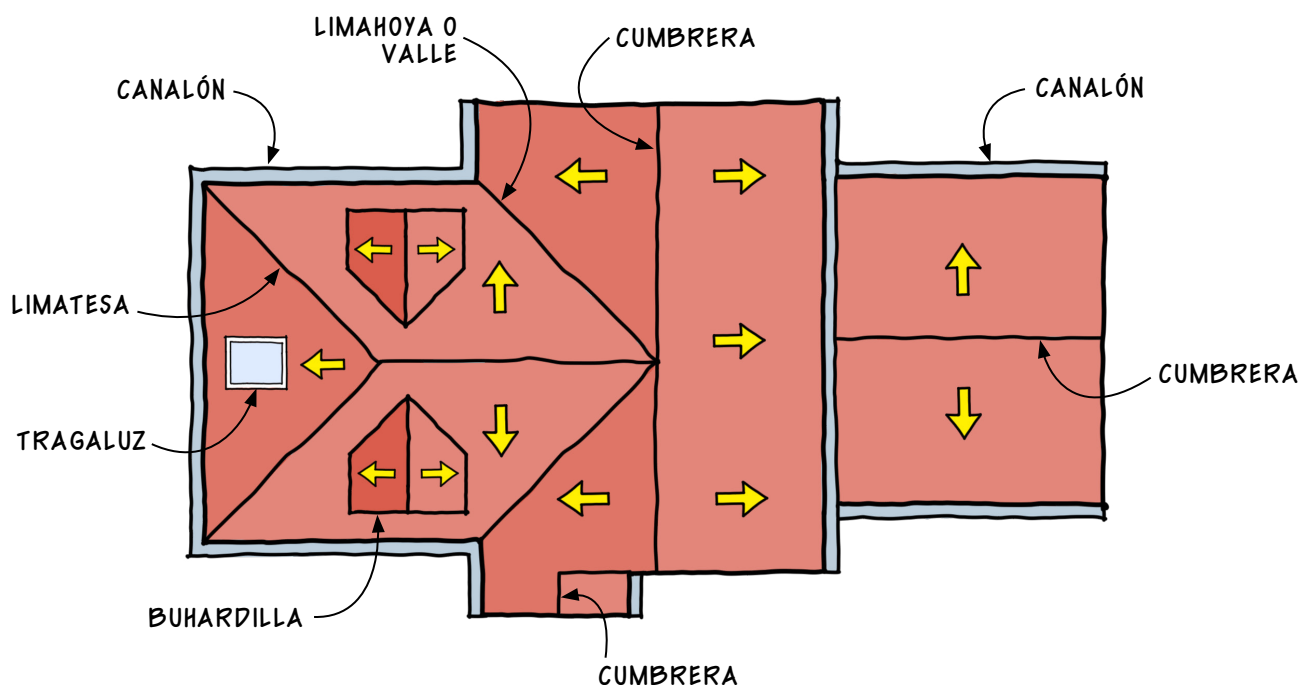 LIMAHOYA O
VALLE
CUMBRERA
CANALÓN
CANALÓN
LIMATESA
CUMBRERA
TRAGALUZ
BUHARDILLA
CUMBRERA